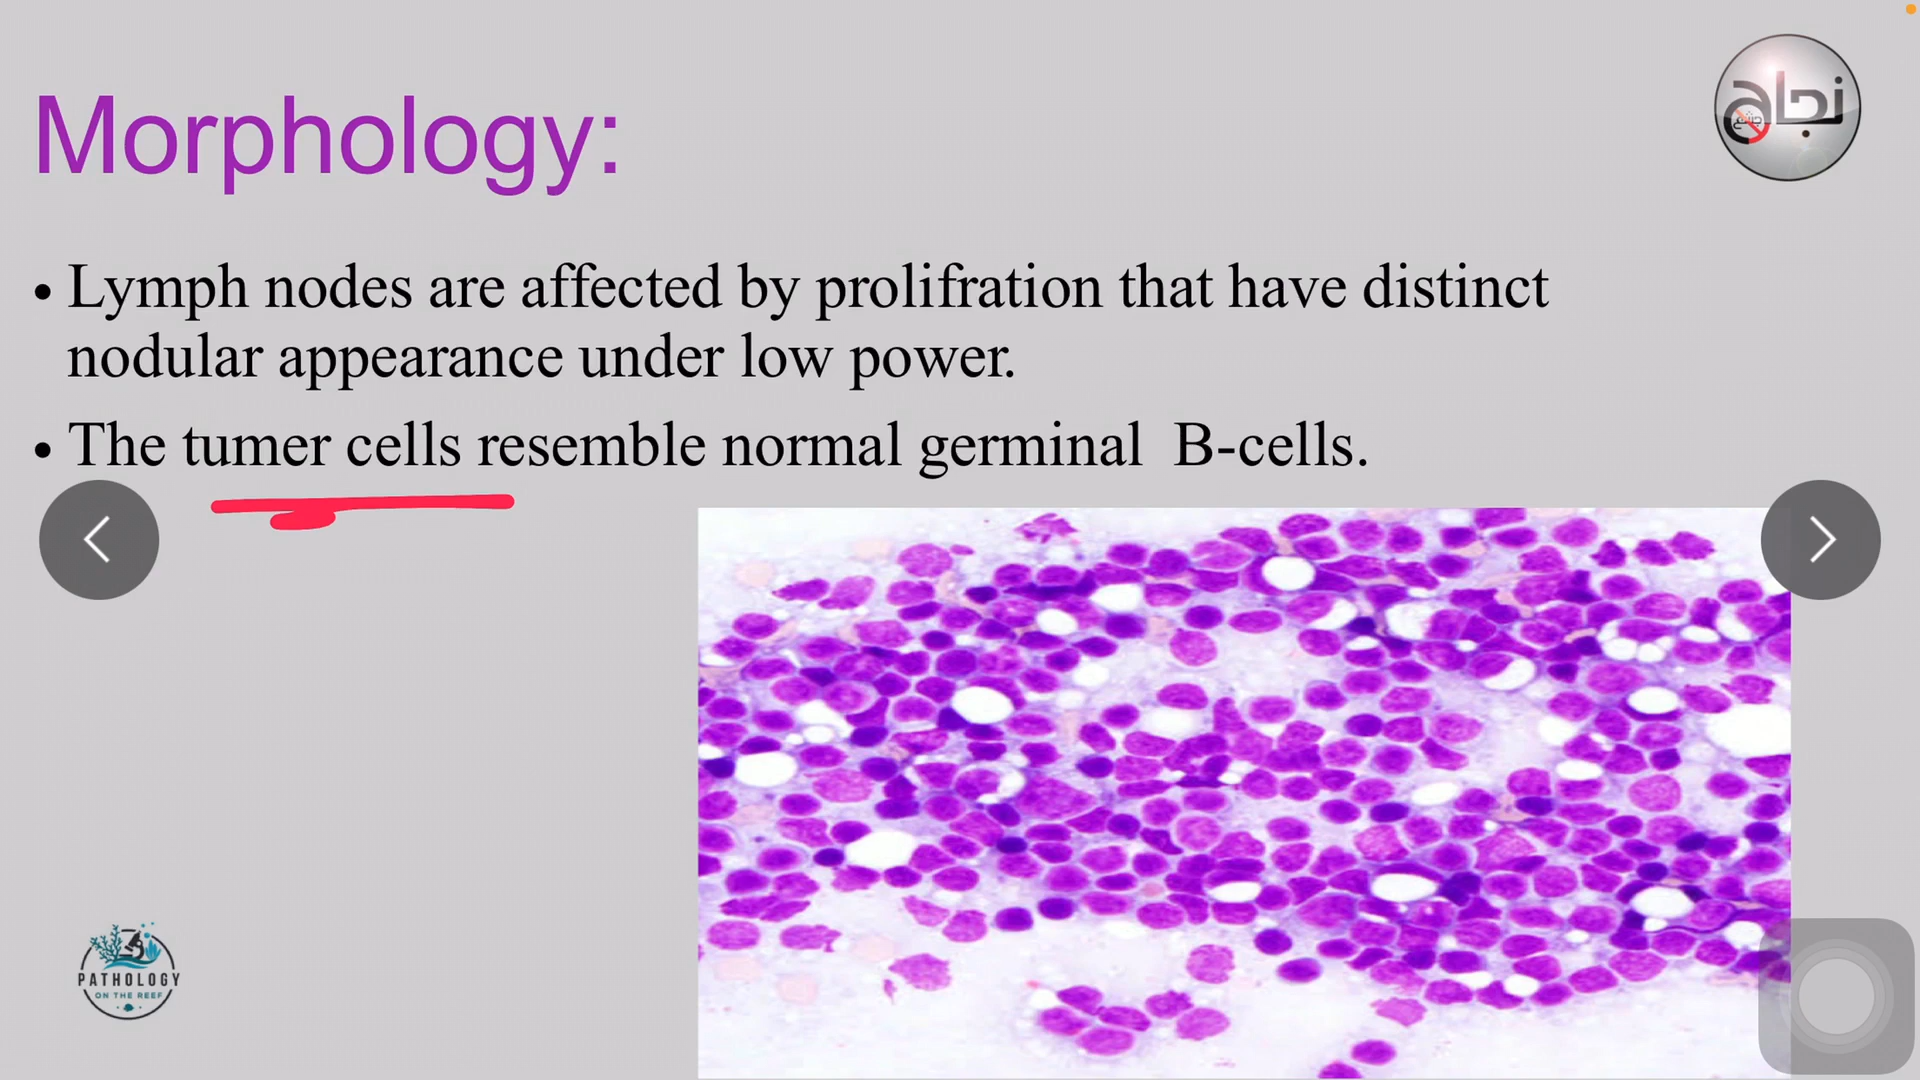 نجاح
جشع
Morphology:
• Lymph nodes are affected by prolifration that have distinct
nodular appearance under low power.
• The tumer cells resemble normal germinal B-cells.
PATHOLOGY
ON THE REEF